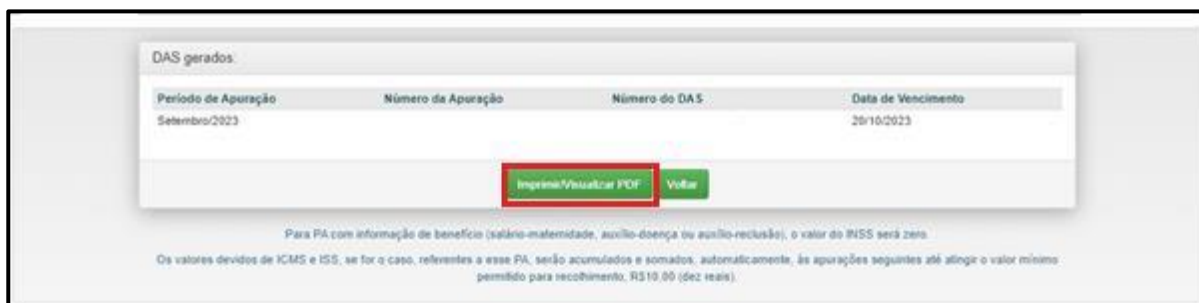 DAS gerados:
Período de Apuração Número da Apuração Número do DAS Data de Vencimento
Setembro/2023 20/10/2023
Imprimir/Visualizar PDF Voltar
Para PA com informação de benefício (salário-maternidade, auxílio-doença ou auxílio-reclusão), o valor do INSS será zero.
Os valores devidos de ICMS e ISS, se for o caso, referentes a esse PA, serão acumulados e somados, automaticamente, às apurações seguintes até atingir o valor mínimo
permitido para recolhimento, R$10,00 (dez reais).